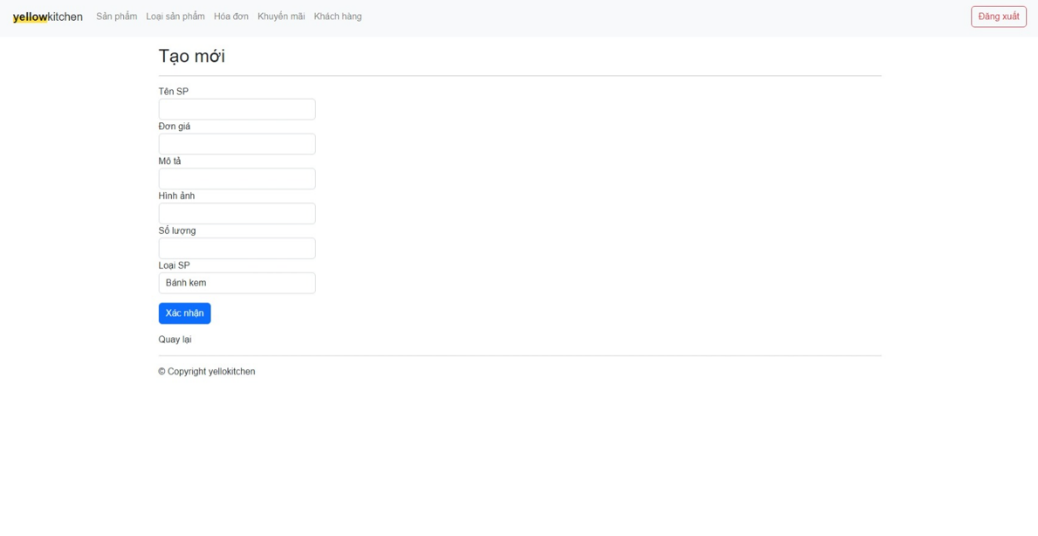 yellowkitchen Sản phẩm Loại sản phẩm Hóa đơn Khuyến mãi Khách hàng Đăng xuất
Tạo mới
Tên SP
Đơn giá
Mô tả
Hình ảnh
Số lượng
Loại SP
Bánh kem
Xác nhận
Quay lại
© Copyright yellokitchen